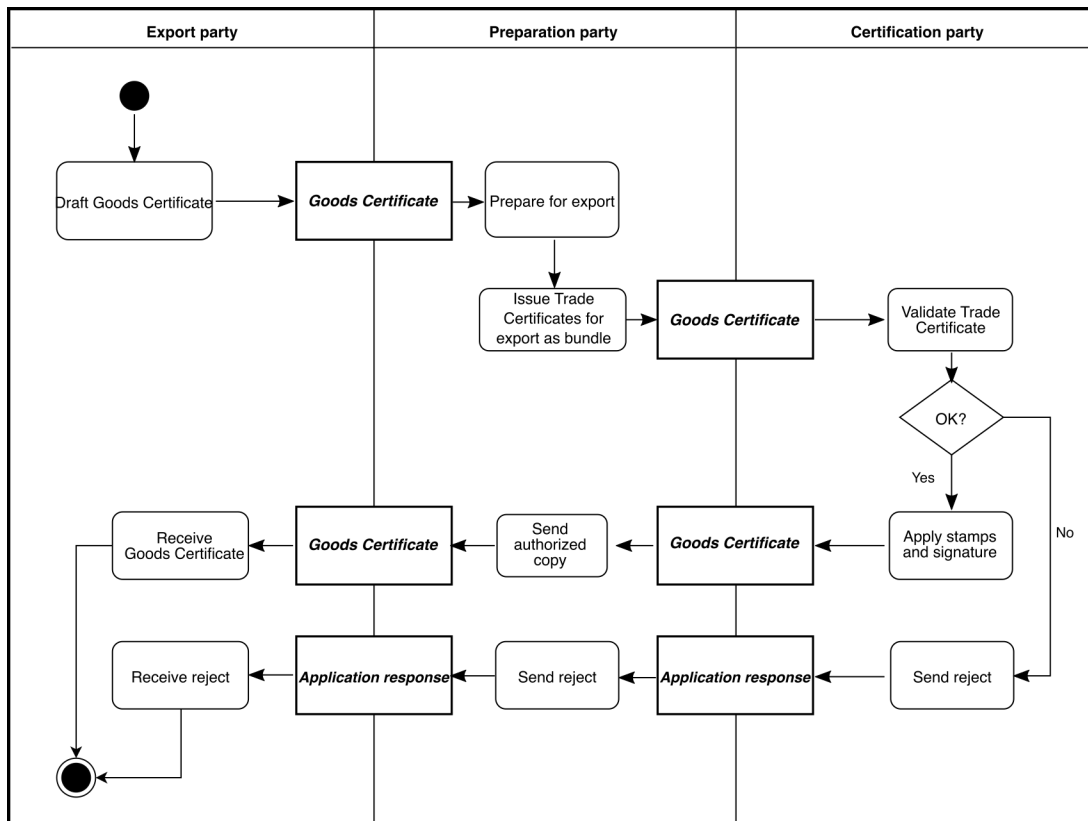 Export party
Preparation party
Certification party
Draft Goods Certificate
Goods Certificate
Prepare for export
Issue Trade
Certificates for
export as bundle
Goods Certificate
Validate Trade
Certificate
OK?
Yes
No
Receive
Goods Certificate
Goods Certificate
Send
authorized
copy
Goods Certificate
Apply stamps
and signature
Receive reject
Application response
Send reject
Application response
Send reject